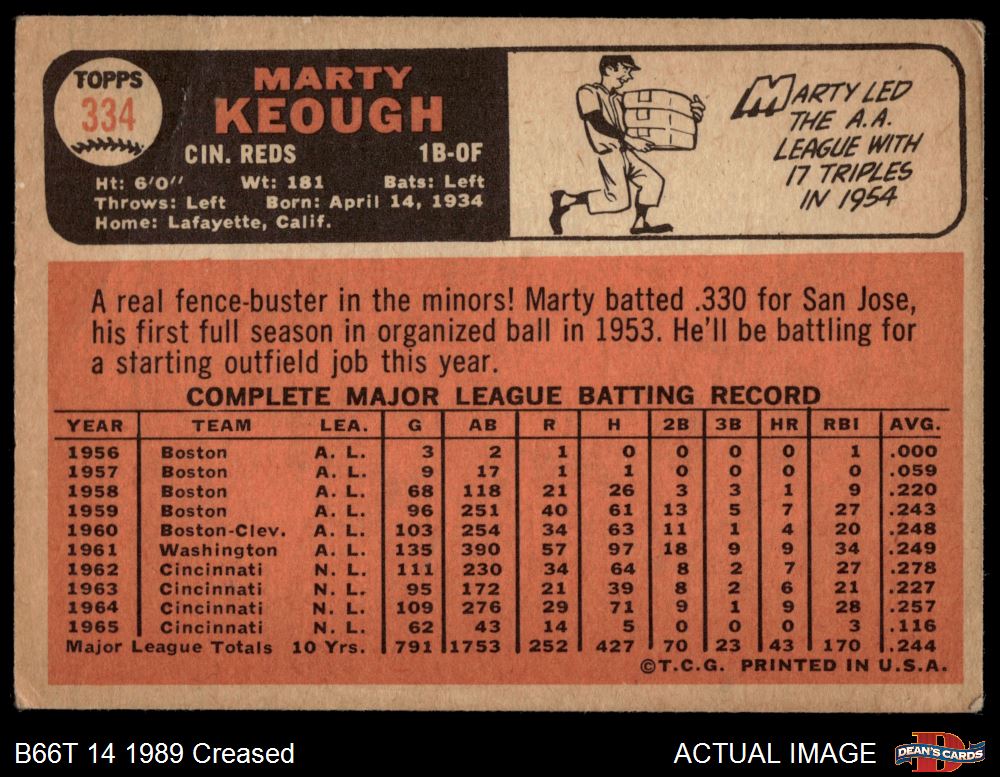 TOPPS
334
MARTY
KEOUGH
CIN. REDS 1B-OF
Ht: 6'0" Wt: 181 Bats: Left
Throws: Left Born: April 14, 1934
Home: Lafayette, Calif.
MARTY LED
THE A.A.
LEAGUE WITH
17 TRIPLES
IN 1954
A real fence-buster in the minors! Marty batted .330 for San Jose,
his first full season in organized ball in 1953. He'll be battling for
a starting outfield job this year.
COMPLETE MAJOR LEAGUE BATTING RECORD
YEAR TEAM LEA. G AB R H 2B 3B HR RBI AVG.
1956 Boston A. L. 3 2 1 0 0 0 0 1 .000
1957 Boston A. L. 9 17 1 1 0 0 0 0 .059
1958 Boston A. L. 68 118 21 26 3 3 1 9 .220
1959 Boston A. L. 96 251 40 61 13 5 7 27 .243
1960 Boston-Clev. A. L. 103 254 34 63 11 1 4 20 .248
1961 Washington A. L. 135 390 57 97 18 9 9 34 .249
1962 Cincinnati N. L. 111 230 34 64 8 2 7 27 .278
1963 Cincinnati N. L. 95 172 21 39 8 2 6 21 .227
1964 Cincinnati N. L. 109 276 29 71 9 1 9 28 .257
1965 Cincinnati N. L. 62 43 14 5 0 0 0 3 .116
Major League Totals 10 Yrs. 791 1753 252 427 70 23 43 170 .244
©T.C.G. PRINTED IN U.S.A.
B66T 14 1989 Creased
ACTUAL IMAGE
DEAN'S CARDS